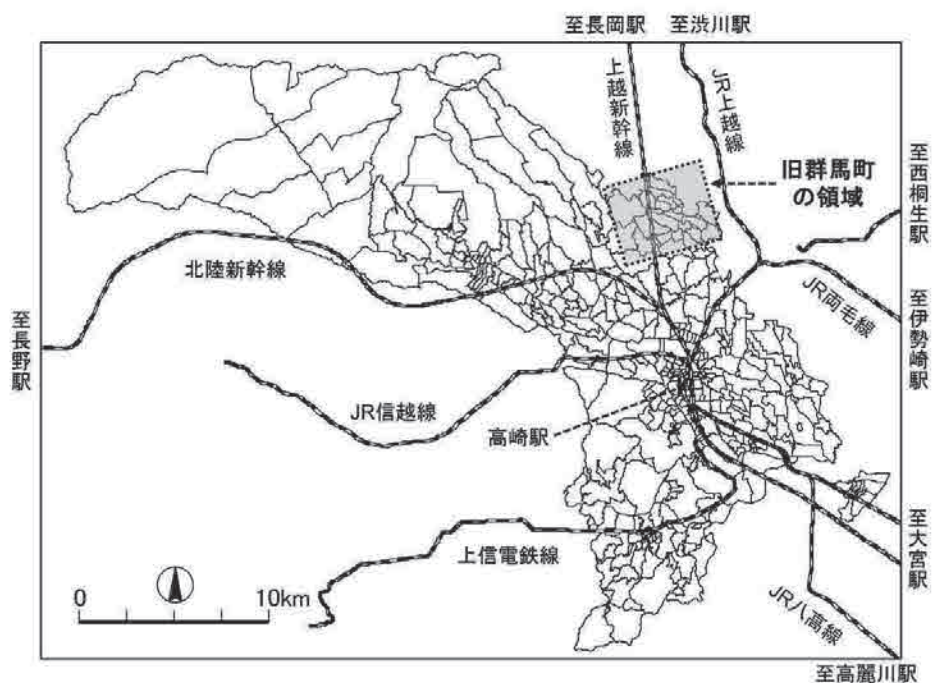 至長岡駅
至渋川駅
上越新幹線
JR上越線
旧群馬町
の領域
至西桐生駅
北陸新幹線
JR両毛線
至伊勢崎駅
至長野駅
JR信越線
高崎駅
上信電鉄線
至大宮駅
0 10km
JR八高線
至高麗川駅